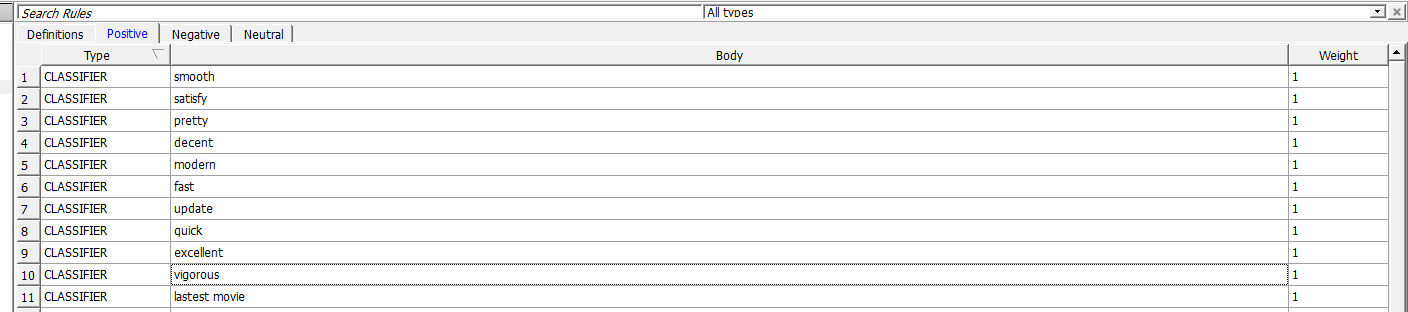 Search Rules All types
Definitions Positive Negative Neutral
Type Body Weight
1 CLASSIFIER smooth 1
2 CLASSIFIER satisfy 1
3 CLASSIFIER pretty 1
4 CLASSIFIER decent 1
5 CLASSIFIER modern 1
6 CLASSIFIER fast 1
7 CLASSIFIER update 1
8 CLASSIFIER quick 1
9 CLASSIFIER excellent 1
10 CLASSIFIER vigorous 1
11 CLASSIFIER lastest movie 1